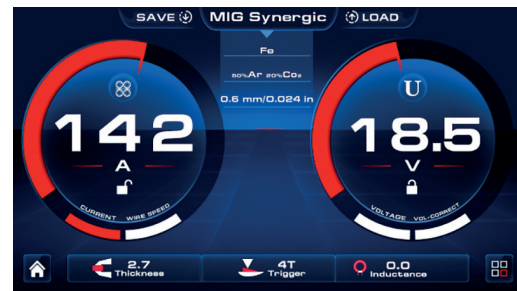 SAVE
MIG Synergic
LOAD
Fe
80%Ar 20%Co₂
0.6 mm/0.024 in
142
A
CURRENT WIRE SPEED
U
18.5
V
VOLTAGE VOL-CORRECT
2.7
Thickness
4T
Trigger
0.0
Inductance